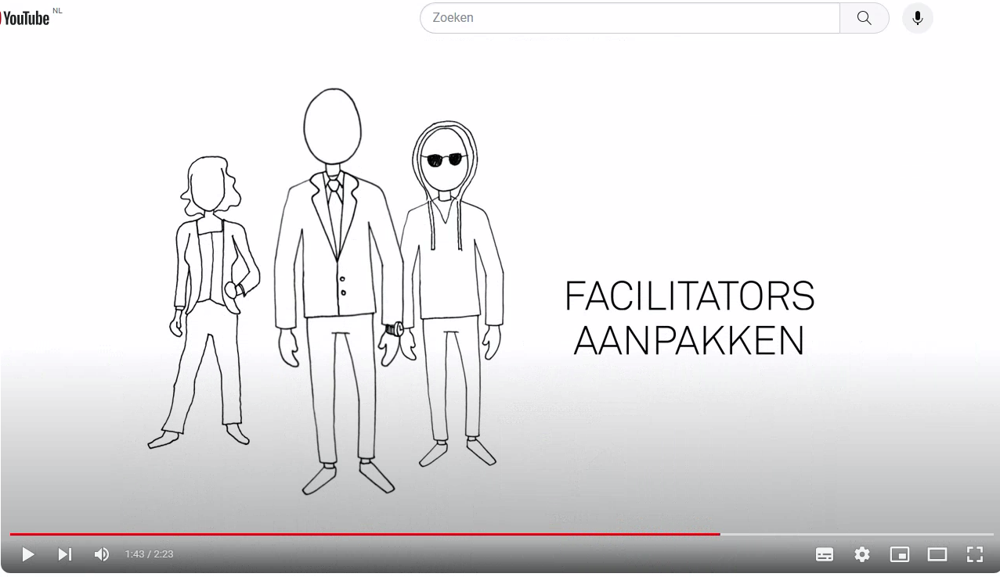 YouTube NL
Zoeken
FACILITATORS
AANPAKKEN
1:43 / 2:23